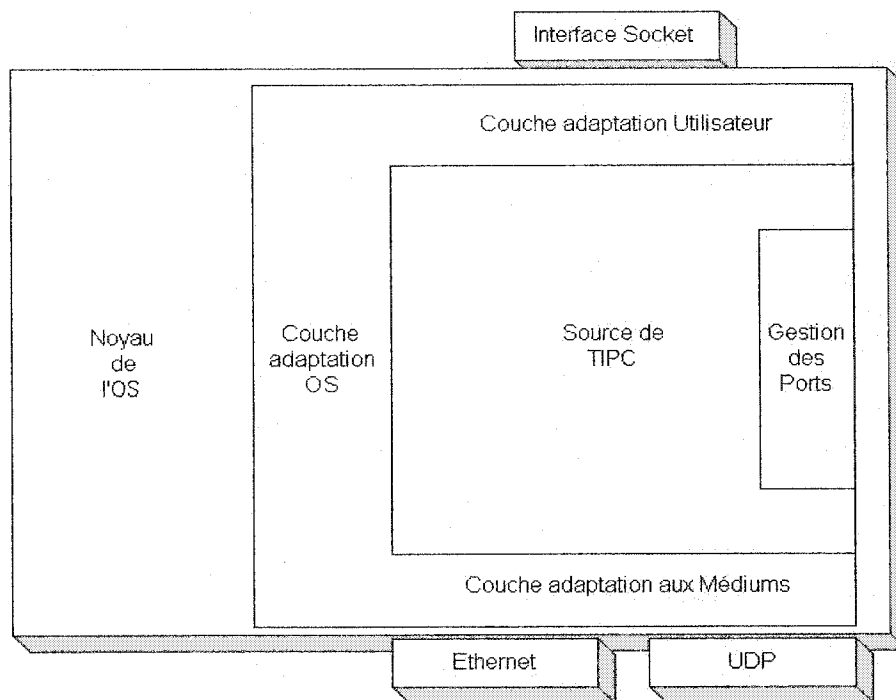 Interface Socket
Couche adaptation Utilisateur
Noyau
de
l'OS
Couche
adaptation
OS
Source de
TIPC
Gestion
des
Ports
Couche adaptation aux Médiums
Ethernet
UDP